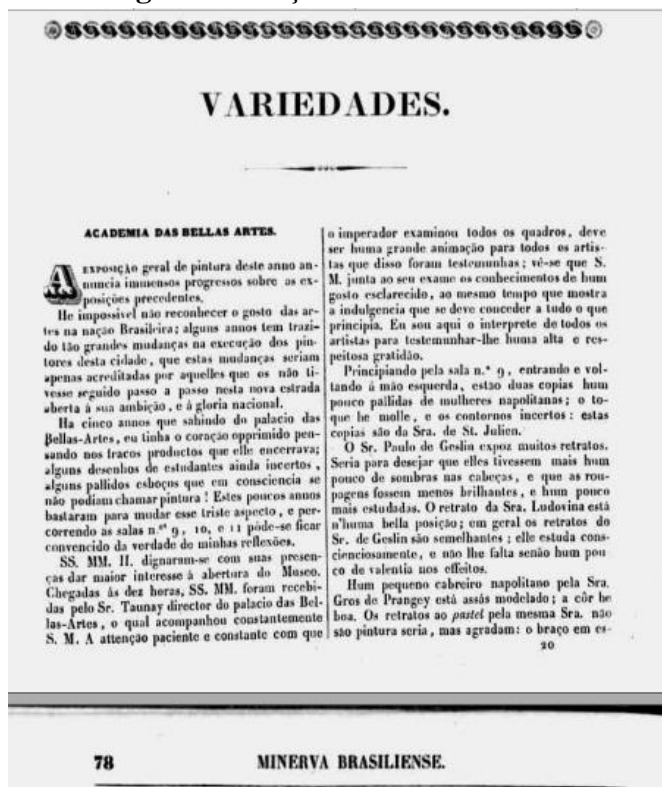 VARIEDADES.
ACADEMIA DAS BELLAS ARTES.
A EXPOSIÇÃO geral de pintura deste anno an-
nuncia immensos progressos sobre as ex-
posições precedentes.
He impossivel não reconhecer o gosto das ar-
tes na nação Brasileira; alguns annos tem trazi-
do tão grandes mudanças na execução dos pin-
tores desta cidade, que estas mudanças seriam
apenas acreditadas por aquelles que os não ti-
vesse seguido passo a passo nesta nova estrada
aberta á sua ambição, e á gloria nacional.
Ha cinco annos que sahindo do palacio das
Bellas-Artes, eu tinha o coração opprimido pen-
sando nos fracos productos que elle encerrava;
alguns desenhos de estudantes ainda incertos,
alguns pallidos esboços que em consciencia se
não podiam chamar pintura! Estes poucos annos
bastaram para mudar esse triste aspecto, e per-
correndo as salas n.ºˢ 9, 10, e 11 póde-se ficar
convencido da verdade de minhas reflexões.
SS. MM. II. dignaram-se com suas presen-
ças dar maior interesse á abertura do Museo.
Chegadas ás dez horas, SS. MM. foram recebi-
das pelo Sr. Taunay director do palacio das Bel-
las-Artes, o qual acompanhou constantemente
S. M. A attenção paciente e constante com que
o imperador examinou todos os quadros, deve
ser huma grande animação para todos os artis-
tas que disso foram testemunhas; vê-se que S.
M. junta ao seu exame os conhecimentos de hum
gosto esclarecido, ao mesmo tempo que mostra
a indulgencia que se deve conceder a tudo o que
principia. Eu sou aqui o interprete de todos os
artistas para testemunhar-lhe huma alta e res-
peitosa gratidão.
Principiando pela sala n.º 9, entrando e vol-
tando á mão esquerda, estão duas copias hum
pouco pallidas de mulheres napolitanas; o to-
que he molle, e os contornos incertos: estas
copias são da Sra. de St. Julien.
O Sr. Paulo de Geslin expoz muitos retratos.
Seria para desejar que elles tivessem mais hum
pouco de sombras nas cabeças, e que as rou-
pagens fossem menos brilhantes, e hum pouco
mais estudadas. O retrato da Sra. Ludovina está
n'huma bella posição; em geral os retratos do
Sr. de Geslin são semelhantes; elle estuda cons-
cienciosamente, e não lhe falta senão hum pou
co de valentia nos effeitos.
Hum pequeno cabreiro napolitano pela Sra.
Gros de Prangey está assás modelado; a côr he
boa. Os retratos ao pastel pela mesma Sra. não
são pintura seria, mas agradam: o braço em es-
20
78 MINERVA BRASILIENSE.